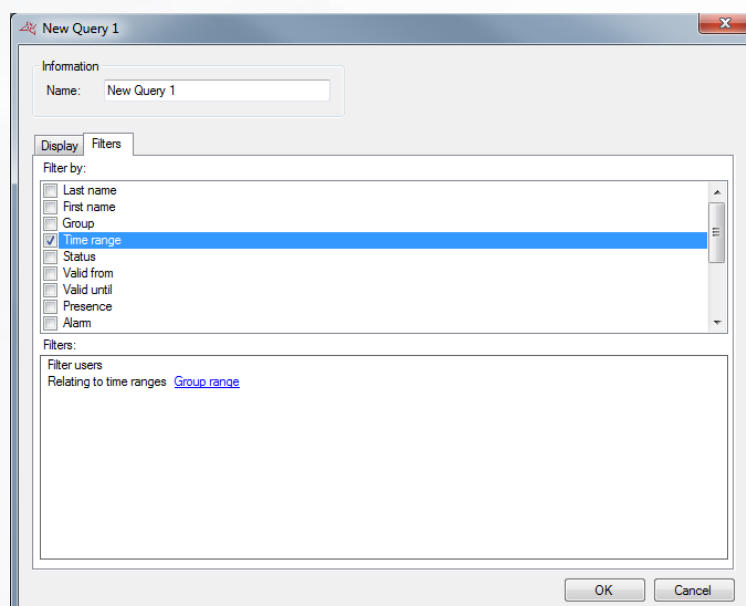 New Query 1
Information
Name: New Query 1
Display Filters
Filter by:
Last name
First name
Group
Time range
Status
Valid from
Valid until
Presence
Alarm
Filters:
Filter users
Relating to time ranges Group range
OK Cancel